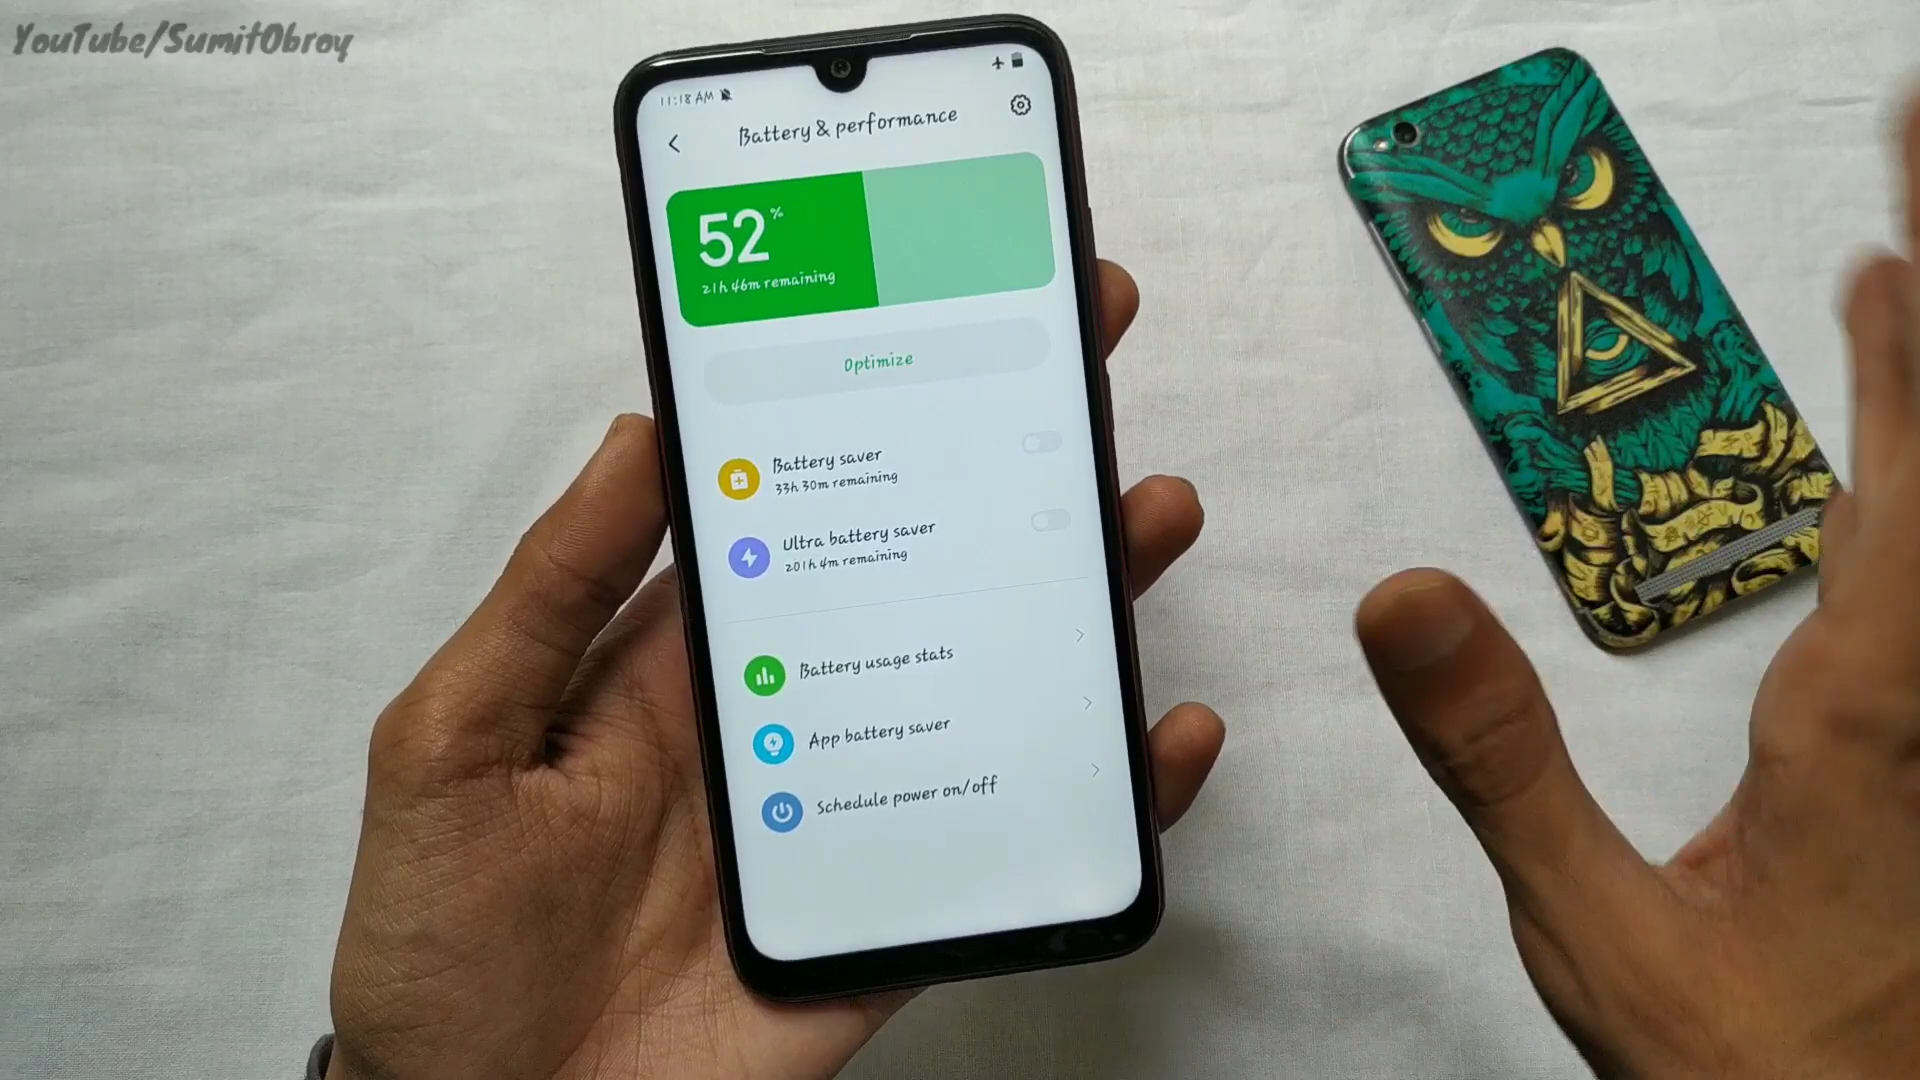 YouTube/SumitObroy
11:18 AM
Battery & performance
52%
21h 46m remaining
Optimize
Battery saver
33h 30m remaining
Ultra battery saver
201h 4m remaining
Battery usage stats
App battery saver
Schedule power on/off